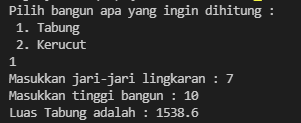 Pilih bangun apa yang ingin dihitung :
1. Tabung
2. Kerucut
1
Masukkan jari-jari lingkaran : 7
Masukkan tinggi bangun : 10
Luas Tabung adalah : 1538.6